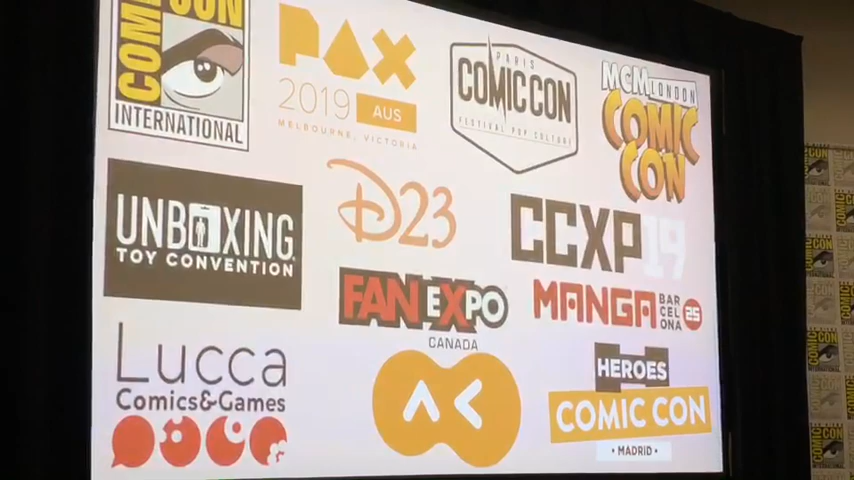 COMIC CON
INTERNATIONAL
PAX
2019 AUS
MELBOURNE, VICTORIA
PARIS
COMIC CON
FESTIVAL POP CULTURE
MCM LONDON
COMIC
CON
UNBOXING
TOY CONVENTION
D23
CCXP19
FAN EXPO
CANADA
MANGA
BAR
CEL
ONA
25
Lucca
Comics&Games
HEROES
COMIC CON
• MADRID •